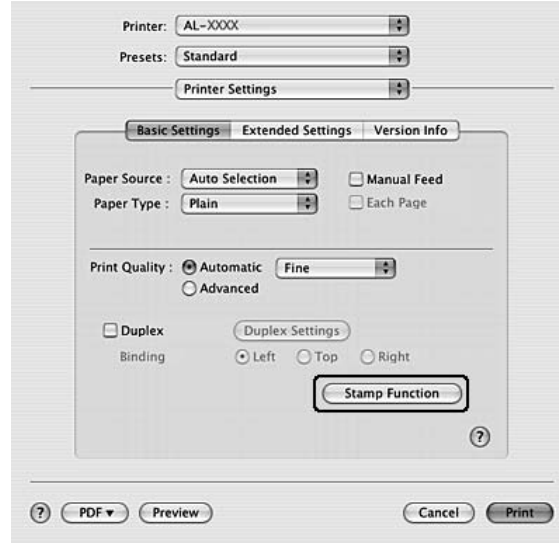 Printer: AL-XXXX
Presets: Standard
Printer Settings
Basic Settings Extended Settings Version Info
Paper Source : Auto Selection Manual Feed
Paper Type : Plain Each Page
Print Quality : Automatic Fine
Advanced
Duplex Duplex Settings
Binding Left Top Right
Stamp Function
?
? PDF▼ Preview Cancel Print